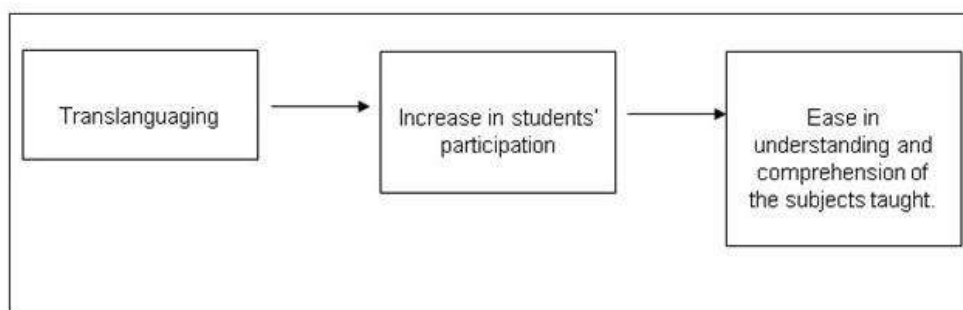 Translanguaging
Increase in students'
participation
Ease in
understanding and
comprehension of
the subjects taught.